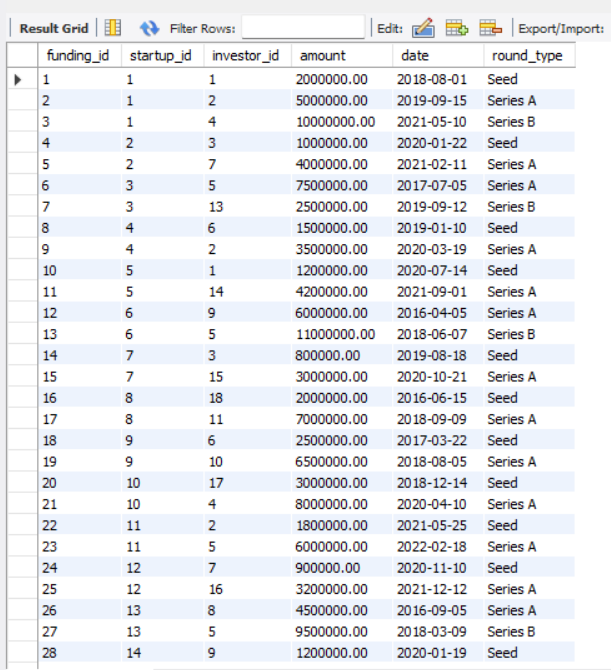 Result Grid Filter Rows: Edit: Export/Import:
funding_id startup_id investor_id amount date round_type
1 1 1 2000000.00 2018-08-01 Seed
2 1 2 5000000.00 2019-09-15 Series A
3 1 4 10000000.00 2021-05-10 Series B
4 2 3 1000000.00 2020-01-22 Seed
5 2 7 4000000.00 2021-02-11 Series A
6 3 5 7500000.00 2017-07-05 Series A
7 3 13 2500000.00 2019-09-12 Series B
8 4 6 1500000.00 2019-01-10 Seed
9 4 2 3500000.00 2020-03-19 Series A
10 5 1 1200000.00 2020-07-14 Seed
11 5 14 4200000.00 2021-09-01 Series A
12 6 9 6000000.00 2016-04-05 Series A
13 6 5 11000000.00 2018-06-07 Series B
14 7 3 800000.00 2019-08-18 Seed
15 7 15 3000000.00 2020-10-21 Series A
16 8 18 2000000.00 2016-06-15 Seed
17 8 11 7000000.00 2018-09-09 Series A
18 9 6 2500000.00 2017-03-22 Seed
19 9 10 6500000.00 2018-08-05 Series A
20 10 17 3000000.00 2018-12-14 Seed
21 10 4 8000000.00 2020-04-10 Series A
22 11 2 1800000.00 2021-05-25 Seed
23 11 5 6000000.00 2022-02-18 Series A
24 12 7 900000.00 2020-11-10 Seed
25 12 16 3200000.00 2021-12-12 Series A
26 13 8 4500000.00 2016-09-05 Series A
27 13 5 9500000.00 2018-03-09 Series B
28 14 9 1200000.00 2020-01-19 Seed